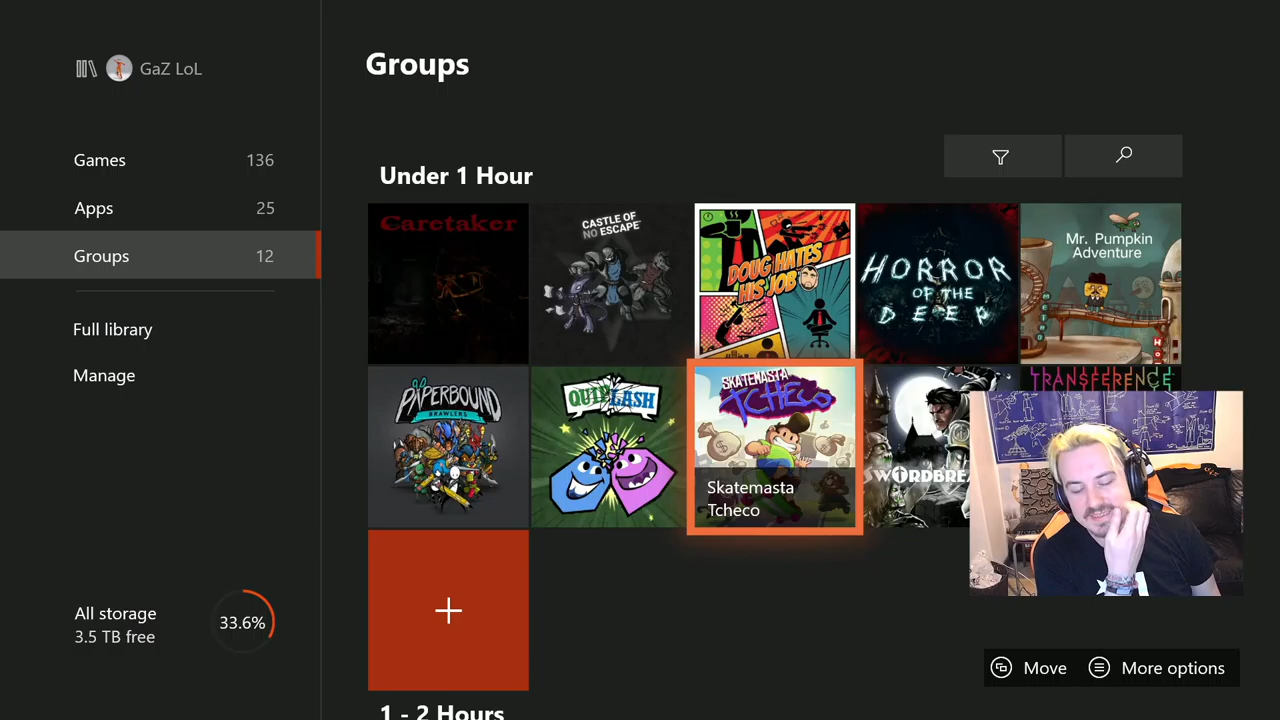 GaZ LoL
Games 136
Apps 25
Groups 12
Full library
Manage
All storage
3.5 TB free
33.6%
Groups
Under 1 Hour
Caretaker
CASTLE OF
NO ESCAPE
DOUG HATES
HIS JOB
HORROR
OF THE
DEEP
Mr. Pumpkin
Adventure
PAPERBOUND
BRAWLERS
QUIPLASH
SKATEMASTA
TCHECO
Skatemasta
Tcheco
SWORDBRE
TRANSFERENCE
+
1 - 2 Hours
Move
More options